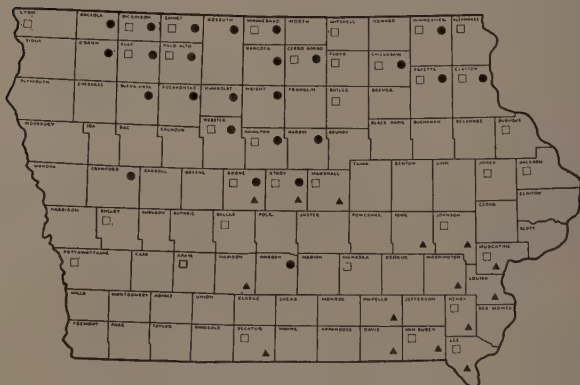 LYON OSCEOLA DICKINSON EMMET KOSSUTH WINNEBAGO WORTH MITCHELL HOWARD WINNESHIEK ALLAMAKEE
SIOUX O'BRIEN CLAY PALO ALTO HANCOCK CERRO GORDO FLOYD CHICKASAW FAYETTE CLAYTON
PLYMOUTH CHEROKEE BUENA VISTA POCAHONTAS HUMBOLDT WRIGHT FRANKLIN BUTLER BREMER
WOODBURY IDA SAC CALHOUN WEBSTER HAMILTON HARDIN GRUNDY BLACK HAWK BUCHANAN DELAWARE DUBUQUE
MONONA CRAWFORD CARROLL GREENE BOONE STORY MARSHALL TAMA BENTON LINN JONES JACKSON
CLINTON
CEDAR
HARRISON SHELBY AUDUBON GUTHRIE DALLAS POLK JASPER POWESHIEK IOWA JOHNSON SCOTT
MUSCATINE
POTTAWATTAMIE CASS ADAIR MADISON WARREN MARION MAHASKA KEOKUK WASHINGTON LOUISA
MILLS MONTGOMERY ADAMS UNION CLARKE LUCAS MONROE WAPELLO JEFFERSON HENRY DES MOINES
FREMONT PAGE TAYLOR RINGGOLD DECATUR WAYNE APPANOOSE DAVIS VAN BUREN LEE